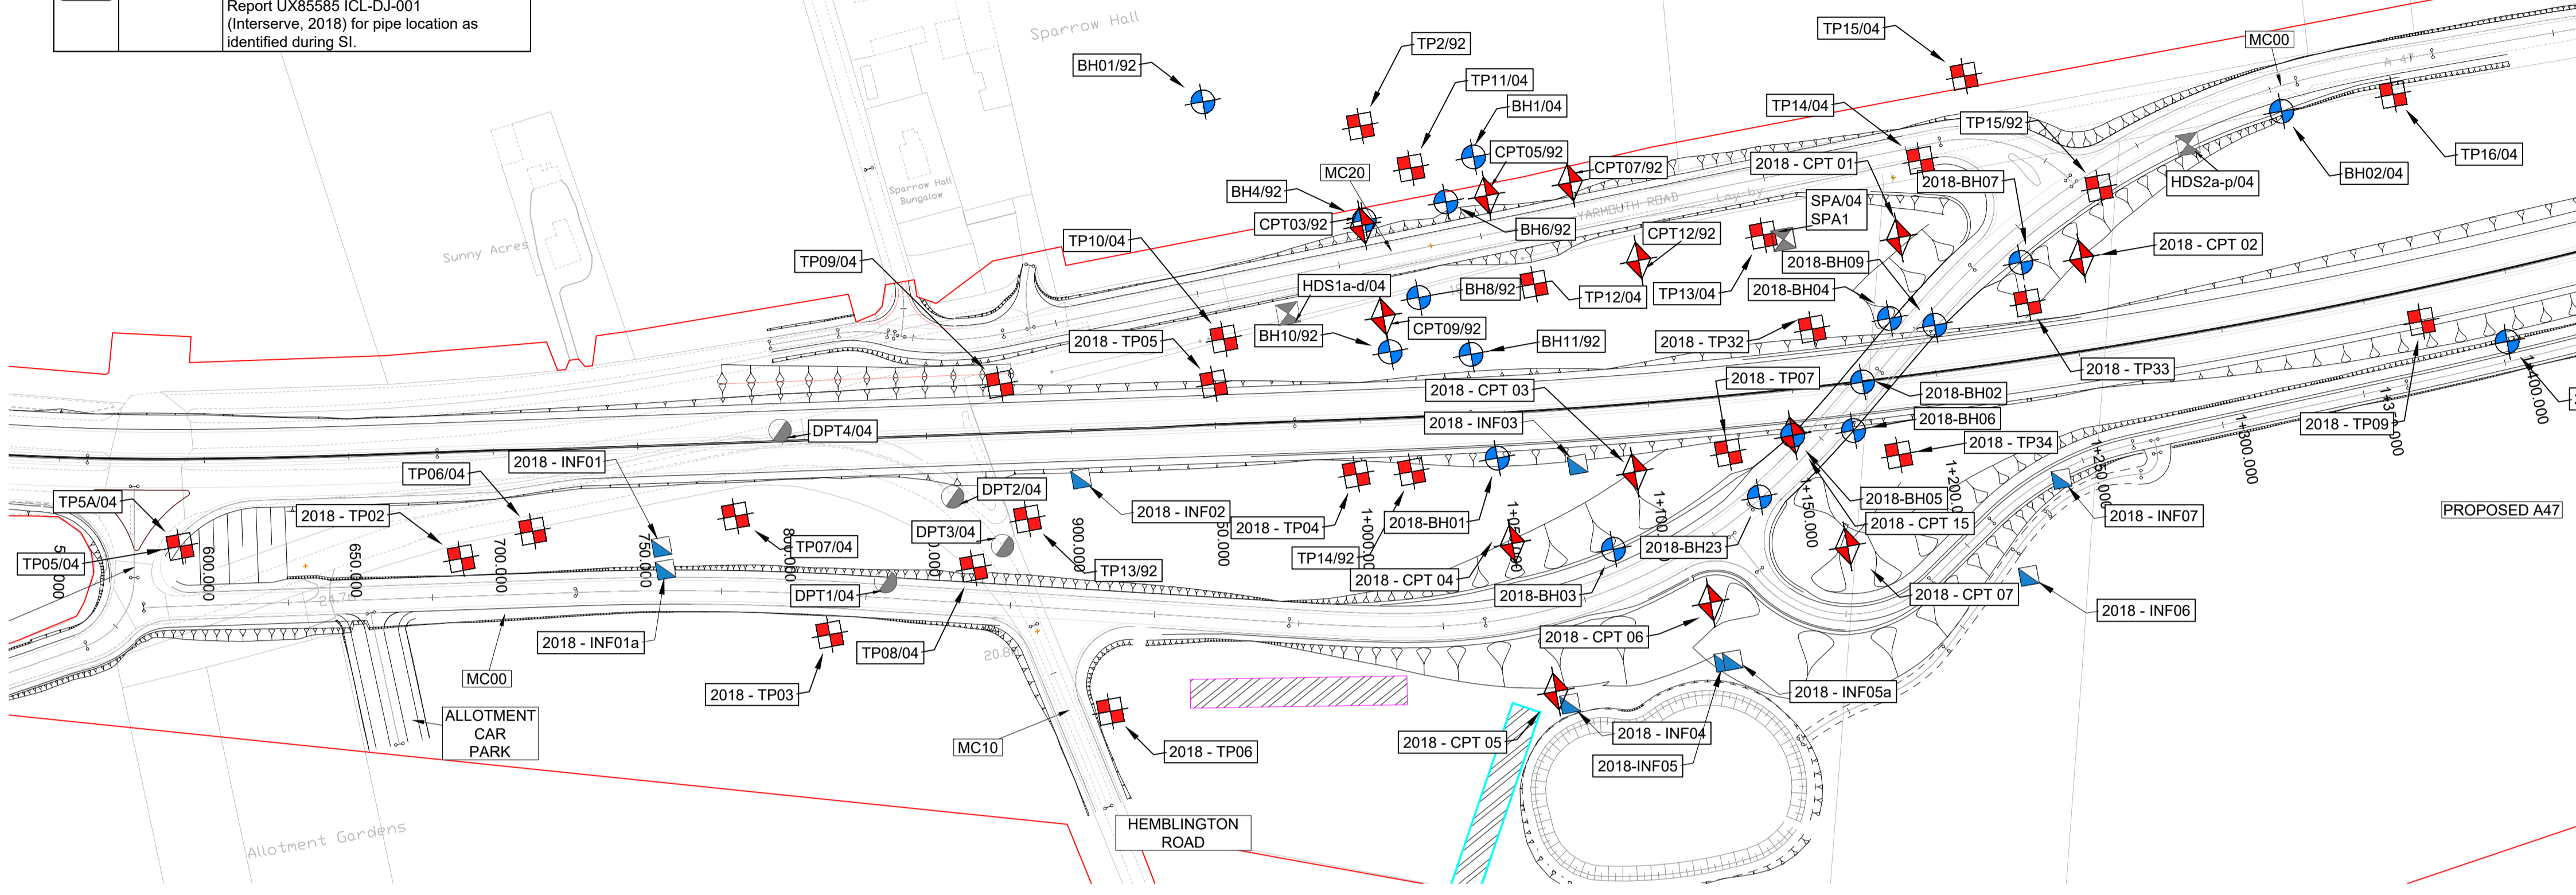 Report UX85585 ICL-DJ-001
(Interserve, 2018) for pipe location as
identified during SI.
Sparrow Hall
BH01/92
TP2/92
TP11/04
BH1/04
CPT05/92
CPT07/92
MC20
BH4/92
CPT03/92
BH6/92
TP15/04
MC00
A 47
TP14/04
TP15/92
2018 - CPT 01
2018-BH07
HDS2a-p/04
BH02/04
TP16/04
Sparrow Hall
Bungalow
Sunny Acres
YARMOUTH ROAD
Lay-by
SPA/04
SPA1
TP10/04
TP09/04
CPT12/92
2018 - CPT 02
2018-BH09
HDS1a-d/04
BH8/92
TP12/04
TP13/04
2018-BH04
BH10/92
CPT09/92
BH11/92
2018 - TP05
2018 - TP32
2018 - TP33
2018 - TP07
2018 - CPT 03
2018-BH02
2018-BH06
2018 - INF03
2018 - TP09
DPT4/04
2018 - TP34
2018 - INF01
TP06/04
TP5A/04
2018 - TP02
DPT2/04
2018 - INF02
2018 - TP04
2018-BH01
2018-BH05
2018 - CPT 15
2018 - INF07
PROPOSED A47
TP05/04
TP07/04
DPT3/04
TP13/92
TP14/92
2018 - CPT 04
2018-BH23
600.000
650.000
700.000
750.000
900.000
1+000.000
1+100.000
1+150.000
1+200.000
1+250.000
1+300.000
1+400.000
DPT1/04
2018-BH03
2018 - CPT 07
2018 - INF06
2018 - INF01a
TP08/04
2018 - CPT 06
MC00
2018 - TP03
2018 - INF05a
ALLOTMENT
CAR
PARK
MC10
2018 - TP06
2018 - CPT 05
2018 - INF04
2018-INF05
HEMBLINGTON
ROAD
Allotment Gardens